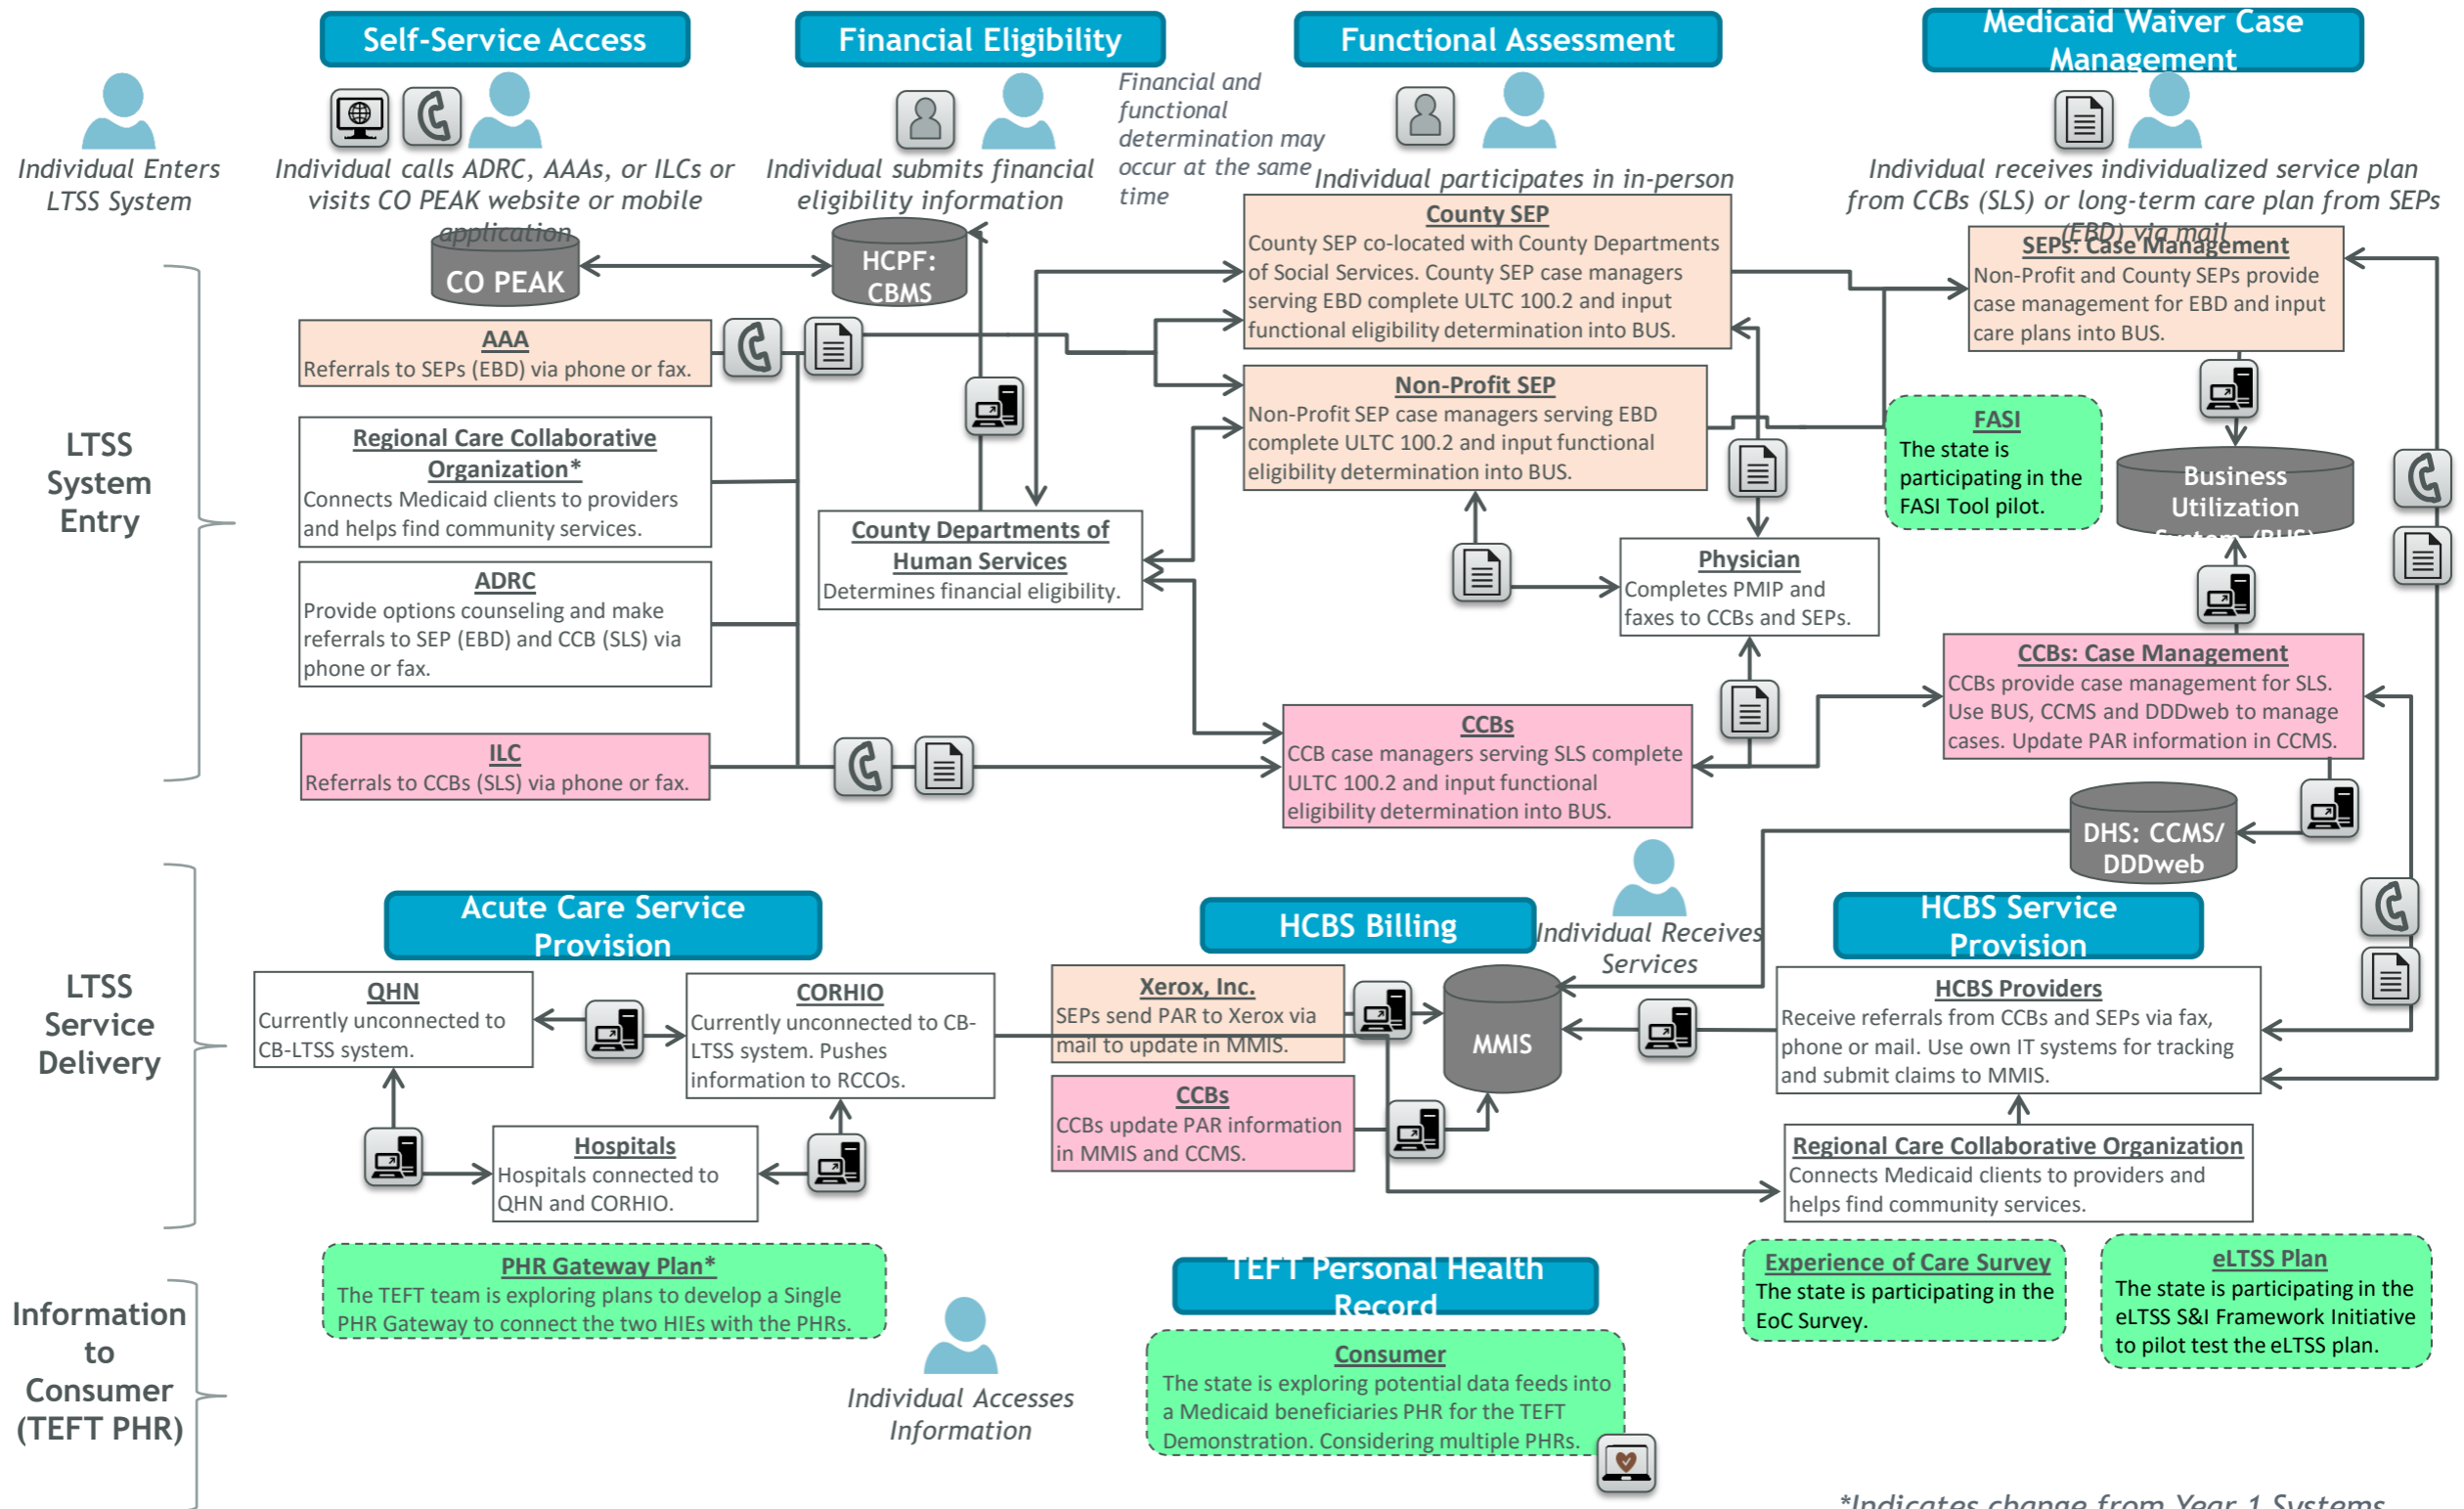 Self-Service Access
Financial Eligibility
Functional Assessment
Medicaid Waiver Case
Management
Individual Enters
LTSS System
Individual calls ADRC, AAAs, or ILCs or
visits CO PEAK website or mobile
application
Individual submits financial
eligibility information
Financial and
functional
determination may
occur at the same
time
Individual participates in in-person
Individual receives individualized service plan
from CCBs (SLS) or long-term care plan from SEPs
(EBD) via mail
LTSS
System
Entry
CO PEAK
HCPF:
CBMS
AAA
Referrals to SEPs (EBD) via phone or fax.
Regional Care Collaborative
Organization*
Connects Medicaid clients to providers
and helps find community services.
ADRC
Provide options counseling and make
referrals to SEP (EBD) and CCB (SLS) via
phone or fax.
ILC
Referrals to CCBs (SLS) via phone or fax.
County Departments of
Human Services
Determines financial eligibility.
County SEP
County SEP co-located with County Departments
of Social Services. County SEP case managers
serving EBD complete ULTC 100.2 and input
functional eligibility determination into BUS.
Non-Profit SEP
Non-Profit SEP case managers serving EBD
complete ULTC 100.2 and input functional
eligibility determination into BUS.
Physician
Completes PMIP and
faxes to CCBs and SEPs.
CCBs
CCB case managers serving SLS complete
ULTC 100.2 and input functional
eligibility determination into BUS.
SEPs: Case Management
Non-Profit and County SEPs provide
case management for EBD and input
care plans into BUS.
FASI
The state is
participating in the
FASI Tool pilot.
Business
Utilization
System (BUS)
CCBs: Case Management
CCBs provide case management for SLS.
Use BUS, CCMS and DDDweb to manage
cases. Update PAR information in CCMS.
DHS: CCMS/
DDDweb
LTSS
Service
Delivery
Acute Care Service
Provision
HCBS Billing
Individual Receives
Services
HCBS Service
Provision
QHN
Currently unconnected to
CB-LTSS system.
CORHIO
Currently unconnected to CB-
LTSS system. Pushes
information to RCCOs.
Hospitals
Hospitals connected to
QHN and CORHIO.
Xerox, Inc.
SEPs send PAR to Xerox via
mail to update in MMIS.
CCBs
CCBs update PAR information
in MMIS and CCMS.
MMIS
HCBS Providers
Receive referrals from CCBs and SEPs via fax,
phone or mail. Use own IT systems for tracking
and submit claims to MMIS.
Regional Care Collaborative Organization
Connects Medicaid clients to providers and
helps find community services.
Information
to
Consumer
(TEFT PHR)
PHR Gateway Plan*
The TEFT team is exploring plans to develop a Single
PHR Gateway to connect the two HIEs with the PHRs.
Individual Accesses
Information
TEFT Personal Health
Record
Consumer
The state is exploring potential data feeds into
a Medicaid beneficiaries PHR for the TEFT
Demonstration. Considering multiple PHRs.
Experience of Care Survey
The state is participating in the
EoC Survey.
eLTSS Plan
The state is participating in the
eLTSS S&I Framework Initiative
to pilot test the eLTSS plan.
*Indicates change from Year 1 Systems